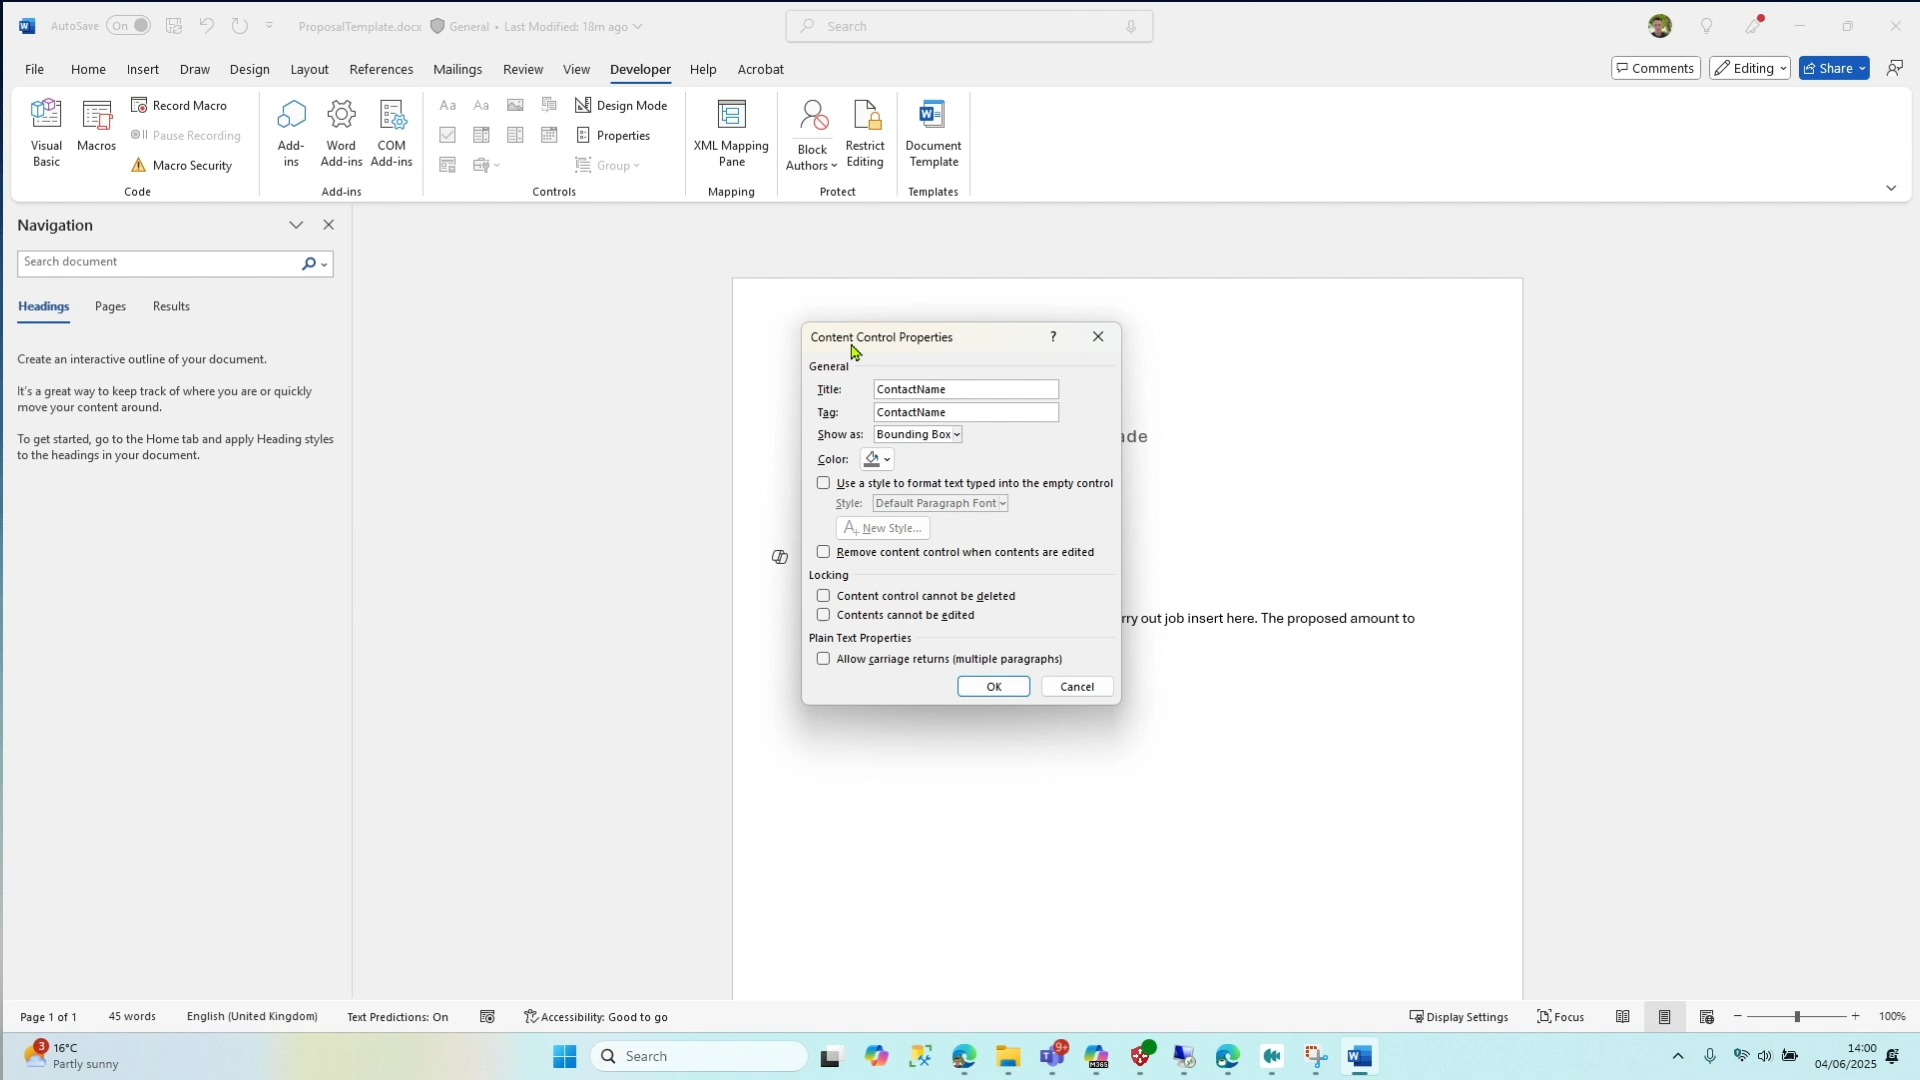 AutoSave On ProposalTemplate.docx General • Last Modified: 18m ago Search
File Home Insert Draw Design Layout References Mailings Review View Developer Help Acrobat Comments Editing Share
Visual Basic
Macros
Record Macro
Pause Recording
Macro Security
Code
Add-ins
Word Add-ins
COM Add-ins
Add-ins
Aa Aa
Design Mode
Properties
Group
Controls
XML Mapping Pane
Mapping
Block Authors
Restrict Editing
Protect
Document Template
Templates
Navigation
Search document
Headings Pages Results
Create an interactive outline of your document.
It's a great way to keep track of where you are or quickly
move your content around.
To get started, go to the Home tab and apply Heading styles
to the headings in your document.
Content Control Properties ?
General
Title: ContactName
Tag: ContactName
Show as: Bounding Box
Color:
Use a style to format text typed into the empty control
Style: Default Paragraph Font
New Style...
Remove content control when contents are edited
Locking
Content control cannot be deleted
Contents cannot be edited
Plain Text Properties
Allow carriage returns (multiple paragraphs)
OK Cancel
ade
rry out job insert here. The proposed amount to
Page 1 of 1 45 words English (United Kingdom) Text Predictions: On Accessibility: Good to go Display Settings Focus 100%
3 16°C
Partly sunny
Search
9+
M365
14:00
04/06/2025